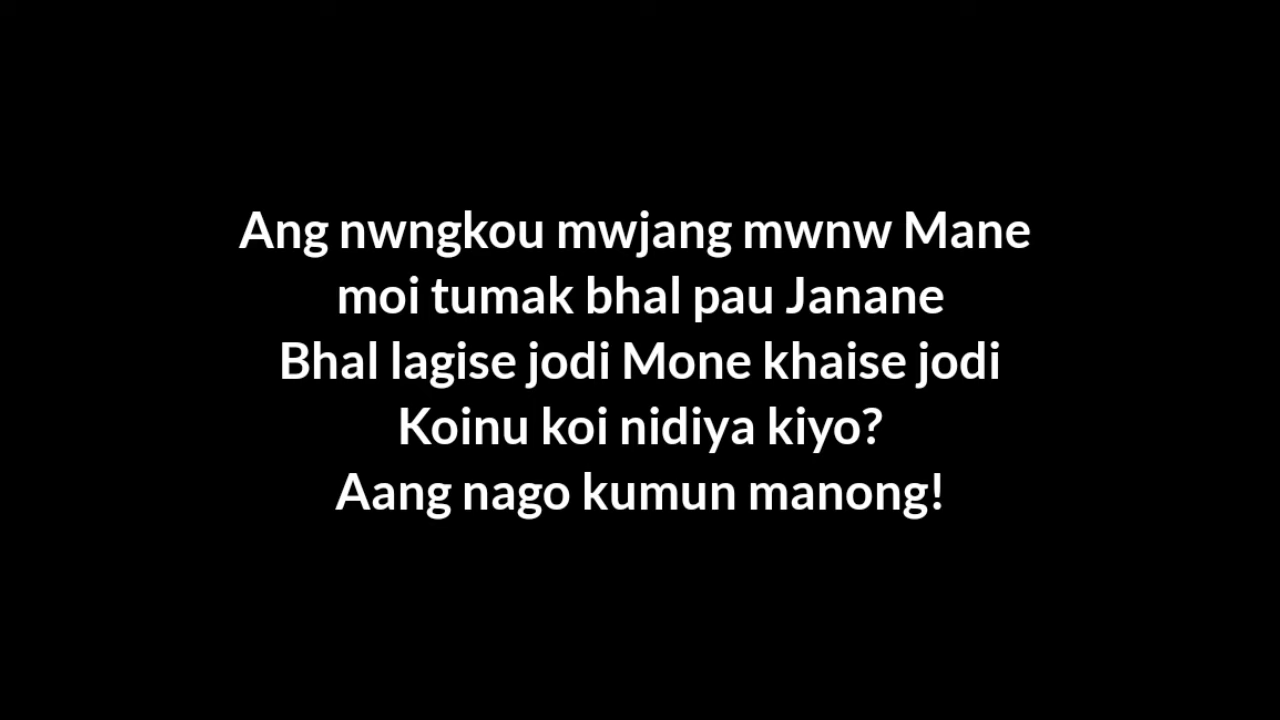 Ang nwngkou mwjang mwnw Mane
moi tumak bhal pau Janane
Bhal lagise jodi Mone khaise jodi
Koinu koi nidiya kiyo?
Aang nago kumun manong!